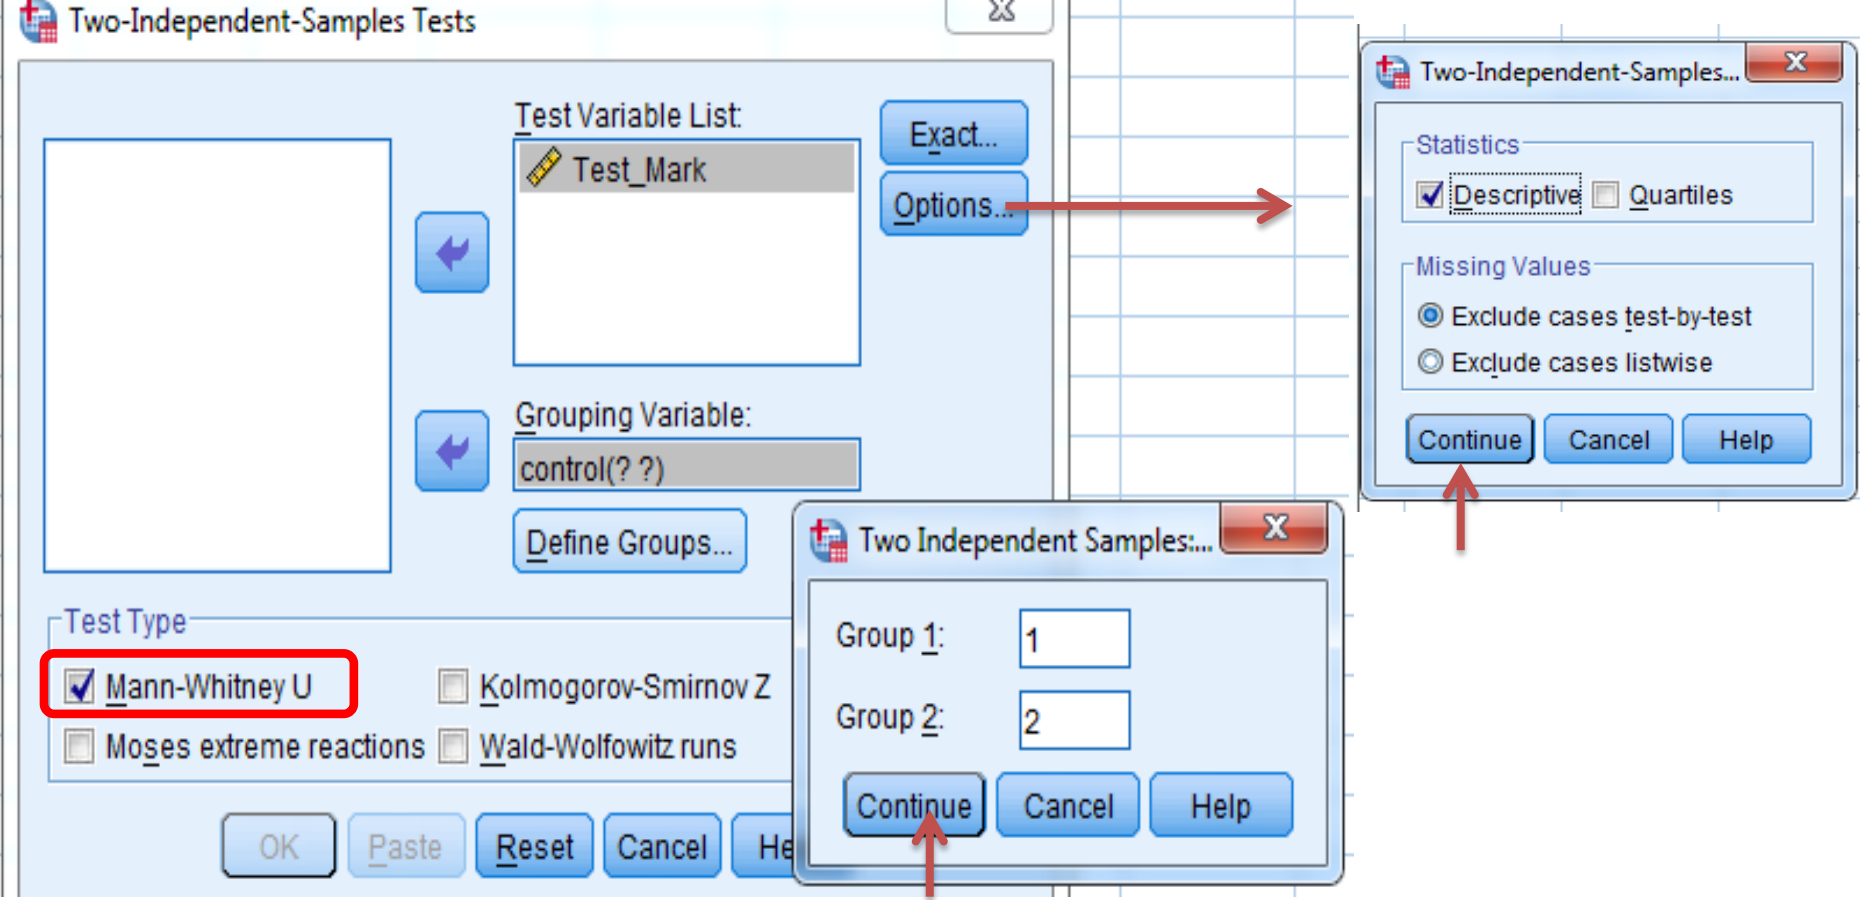 Two-Independent-Samples Tests
Test Variable List:
Test_Mark
Exact...
Options...
Grouping Variable:
control(? ?)
Define Groups...
Test Type
Mann-Whitney U
Kolmogorov-Smirnov Z
Moses extreme reactions
Wald-Wolfowitz runs
OK
Paste
Reset
Cancel
He
Two Independent Samples:...
Group 1:
1
Group 2:
2
Continue
Cancel
Help
Two-Independent-Samples...
Statistics
Descriptive
Quartiles
Missing Values
Exclude cases test-by-test
Exclude cases listwise
Continue
Cancel
Help